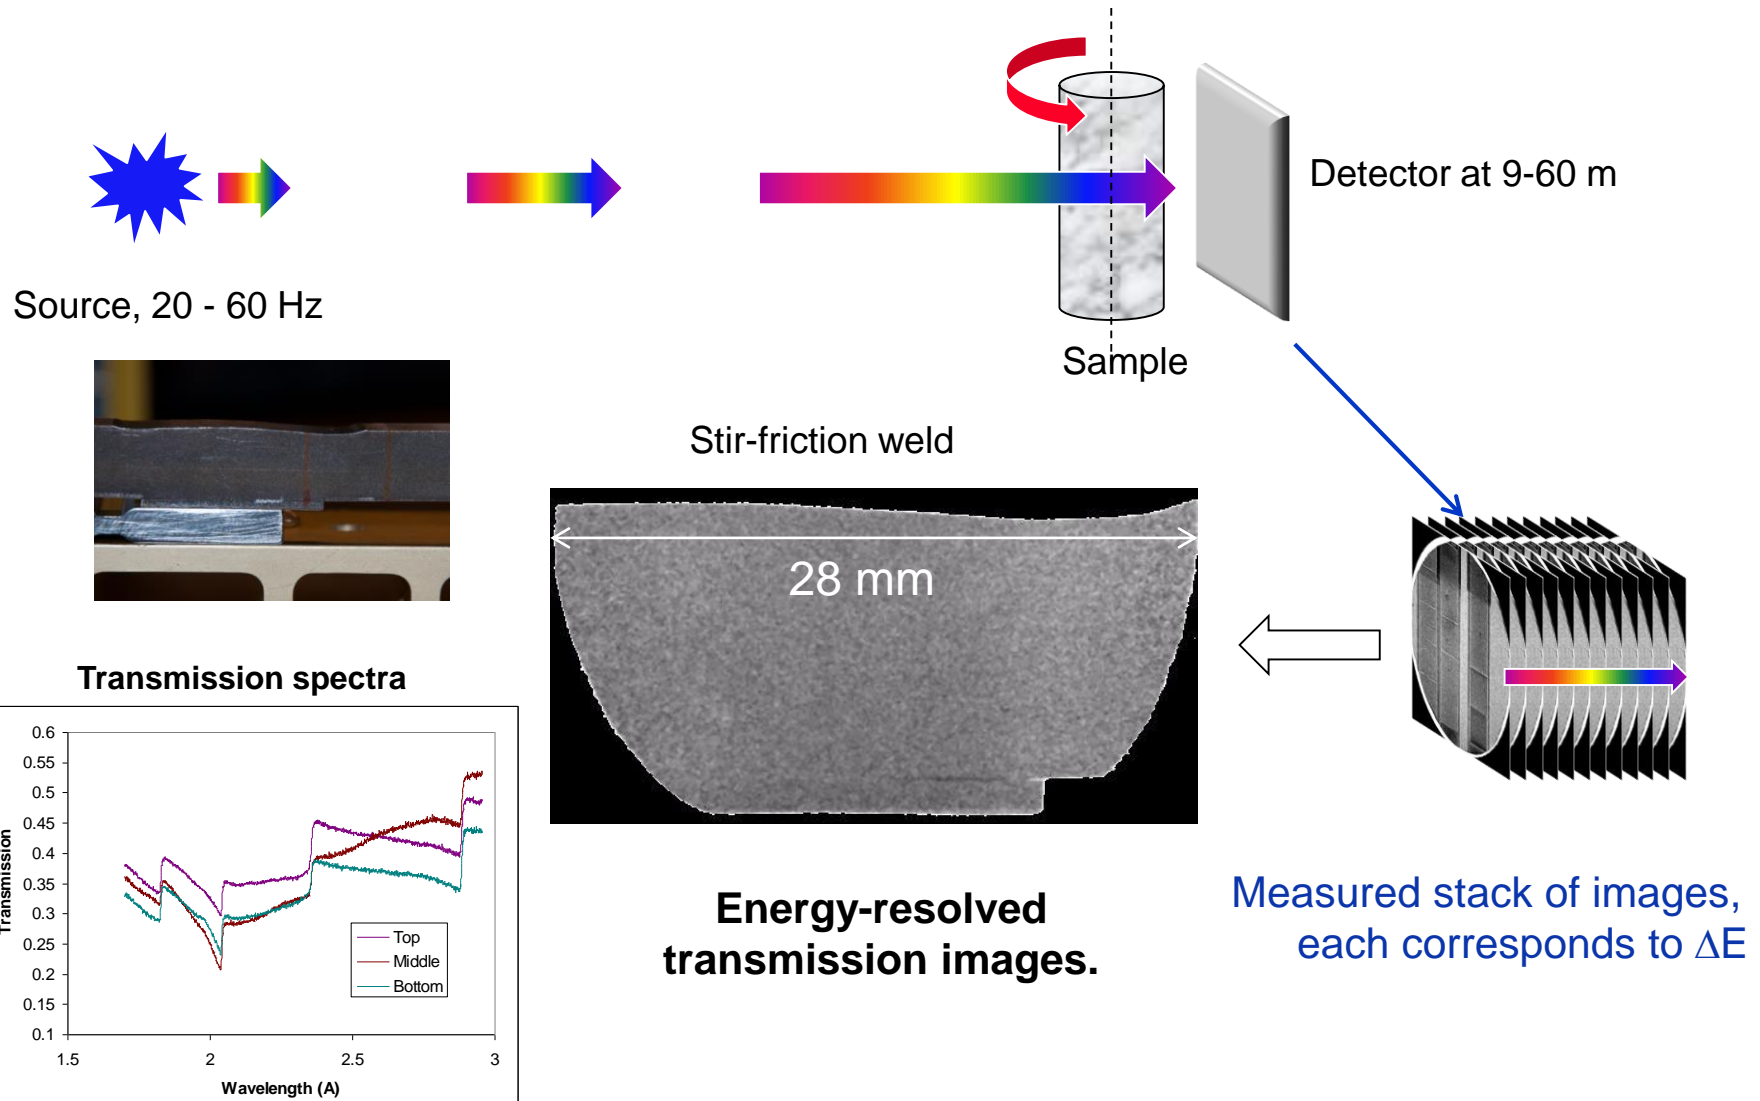 Detector at 9-60 m
Source, 20 - 60 Hz
Sample
Stir-friction weld
28 mm
Transmission spectra
0.6
0.55
0.5
0.45
0.4
0.35
0.3
0.25
0.2
0.15
0.1
Transmission
Top
Middle
Bottom
1.5
2
2.5
3
Wavelength (A)
Energy-resolved
transmission images.
Measured stack of images,
each corresponds to ΔE